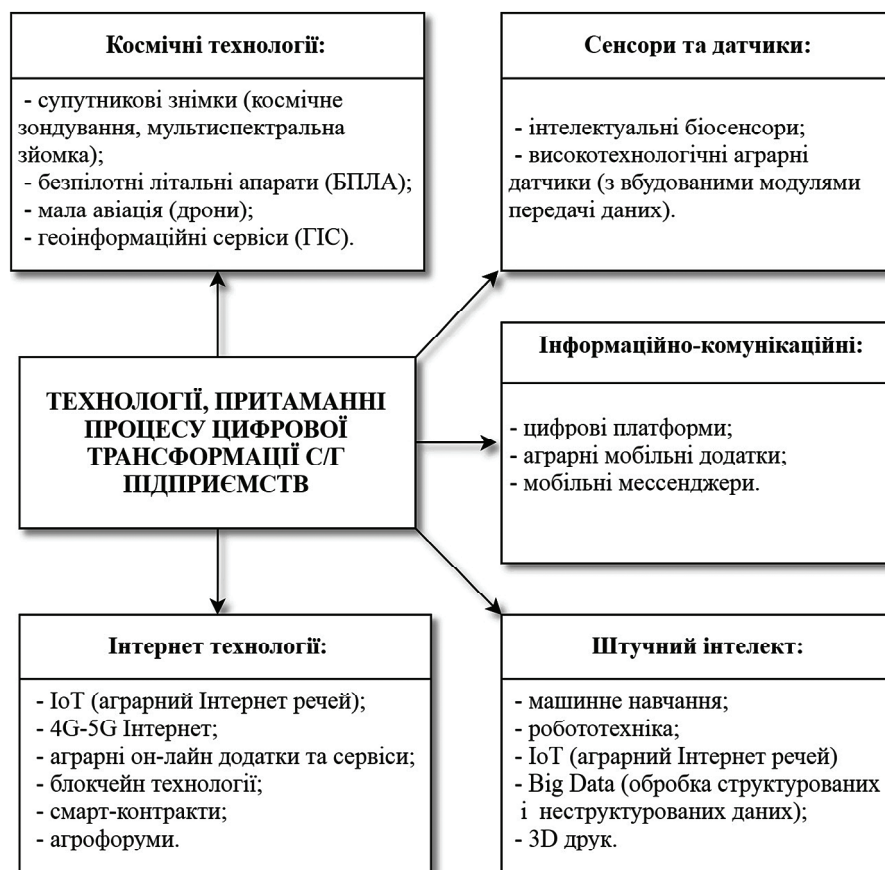 Космічні технології:
- супутникові знімки (космічне
зондування, мультиспектральна
зйомка);
- безпілотні літальні апарати (БПЛА);
- мала авіація (дрони);
- геоінформаційні сервіси (ГІС).
Сенсори та датчики:
- інтелектуальні біосенсори;
- високотехнологічні аграрні
датчики (з вбудованими модулями
передачі даних).
ТЕХНОЛОГІЇ, ПРИТАМАННІ
ПРОЦЕСУ ЦИФРОВОЇ
ТРАНСФОРМАЦІЇ С/Г
ПІДПРИЄМСТВ
Інформаційно-комунікаційні:
- цифрові платформи;
- аграрні мобільні додатки;
- мобільні мессенджери.
Інтернет технології:
- IoT (аграрний Інтернет речей);
- 4G-5G Інтернет;
- аграрні он-лайн додатки та сервіси;
- блокчейн технології;
- смарт-контракти;
- агрофоруми.
Штучний інтелект:
- машинне навчання;
- робототехніка;
- IoT (аграрний Інтернет речей)
- Big Data (обробка структурованих
і неструктурованих даних);
- 3D друк.